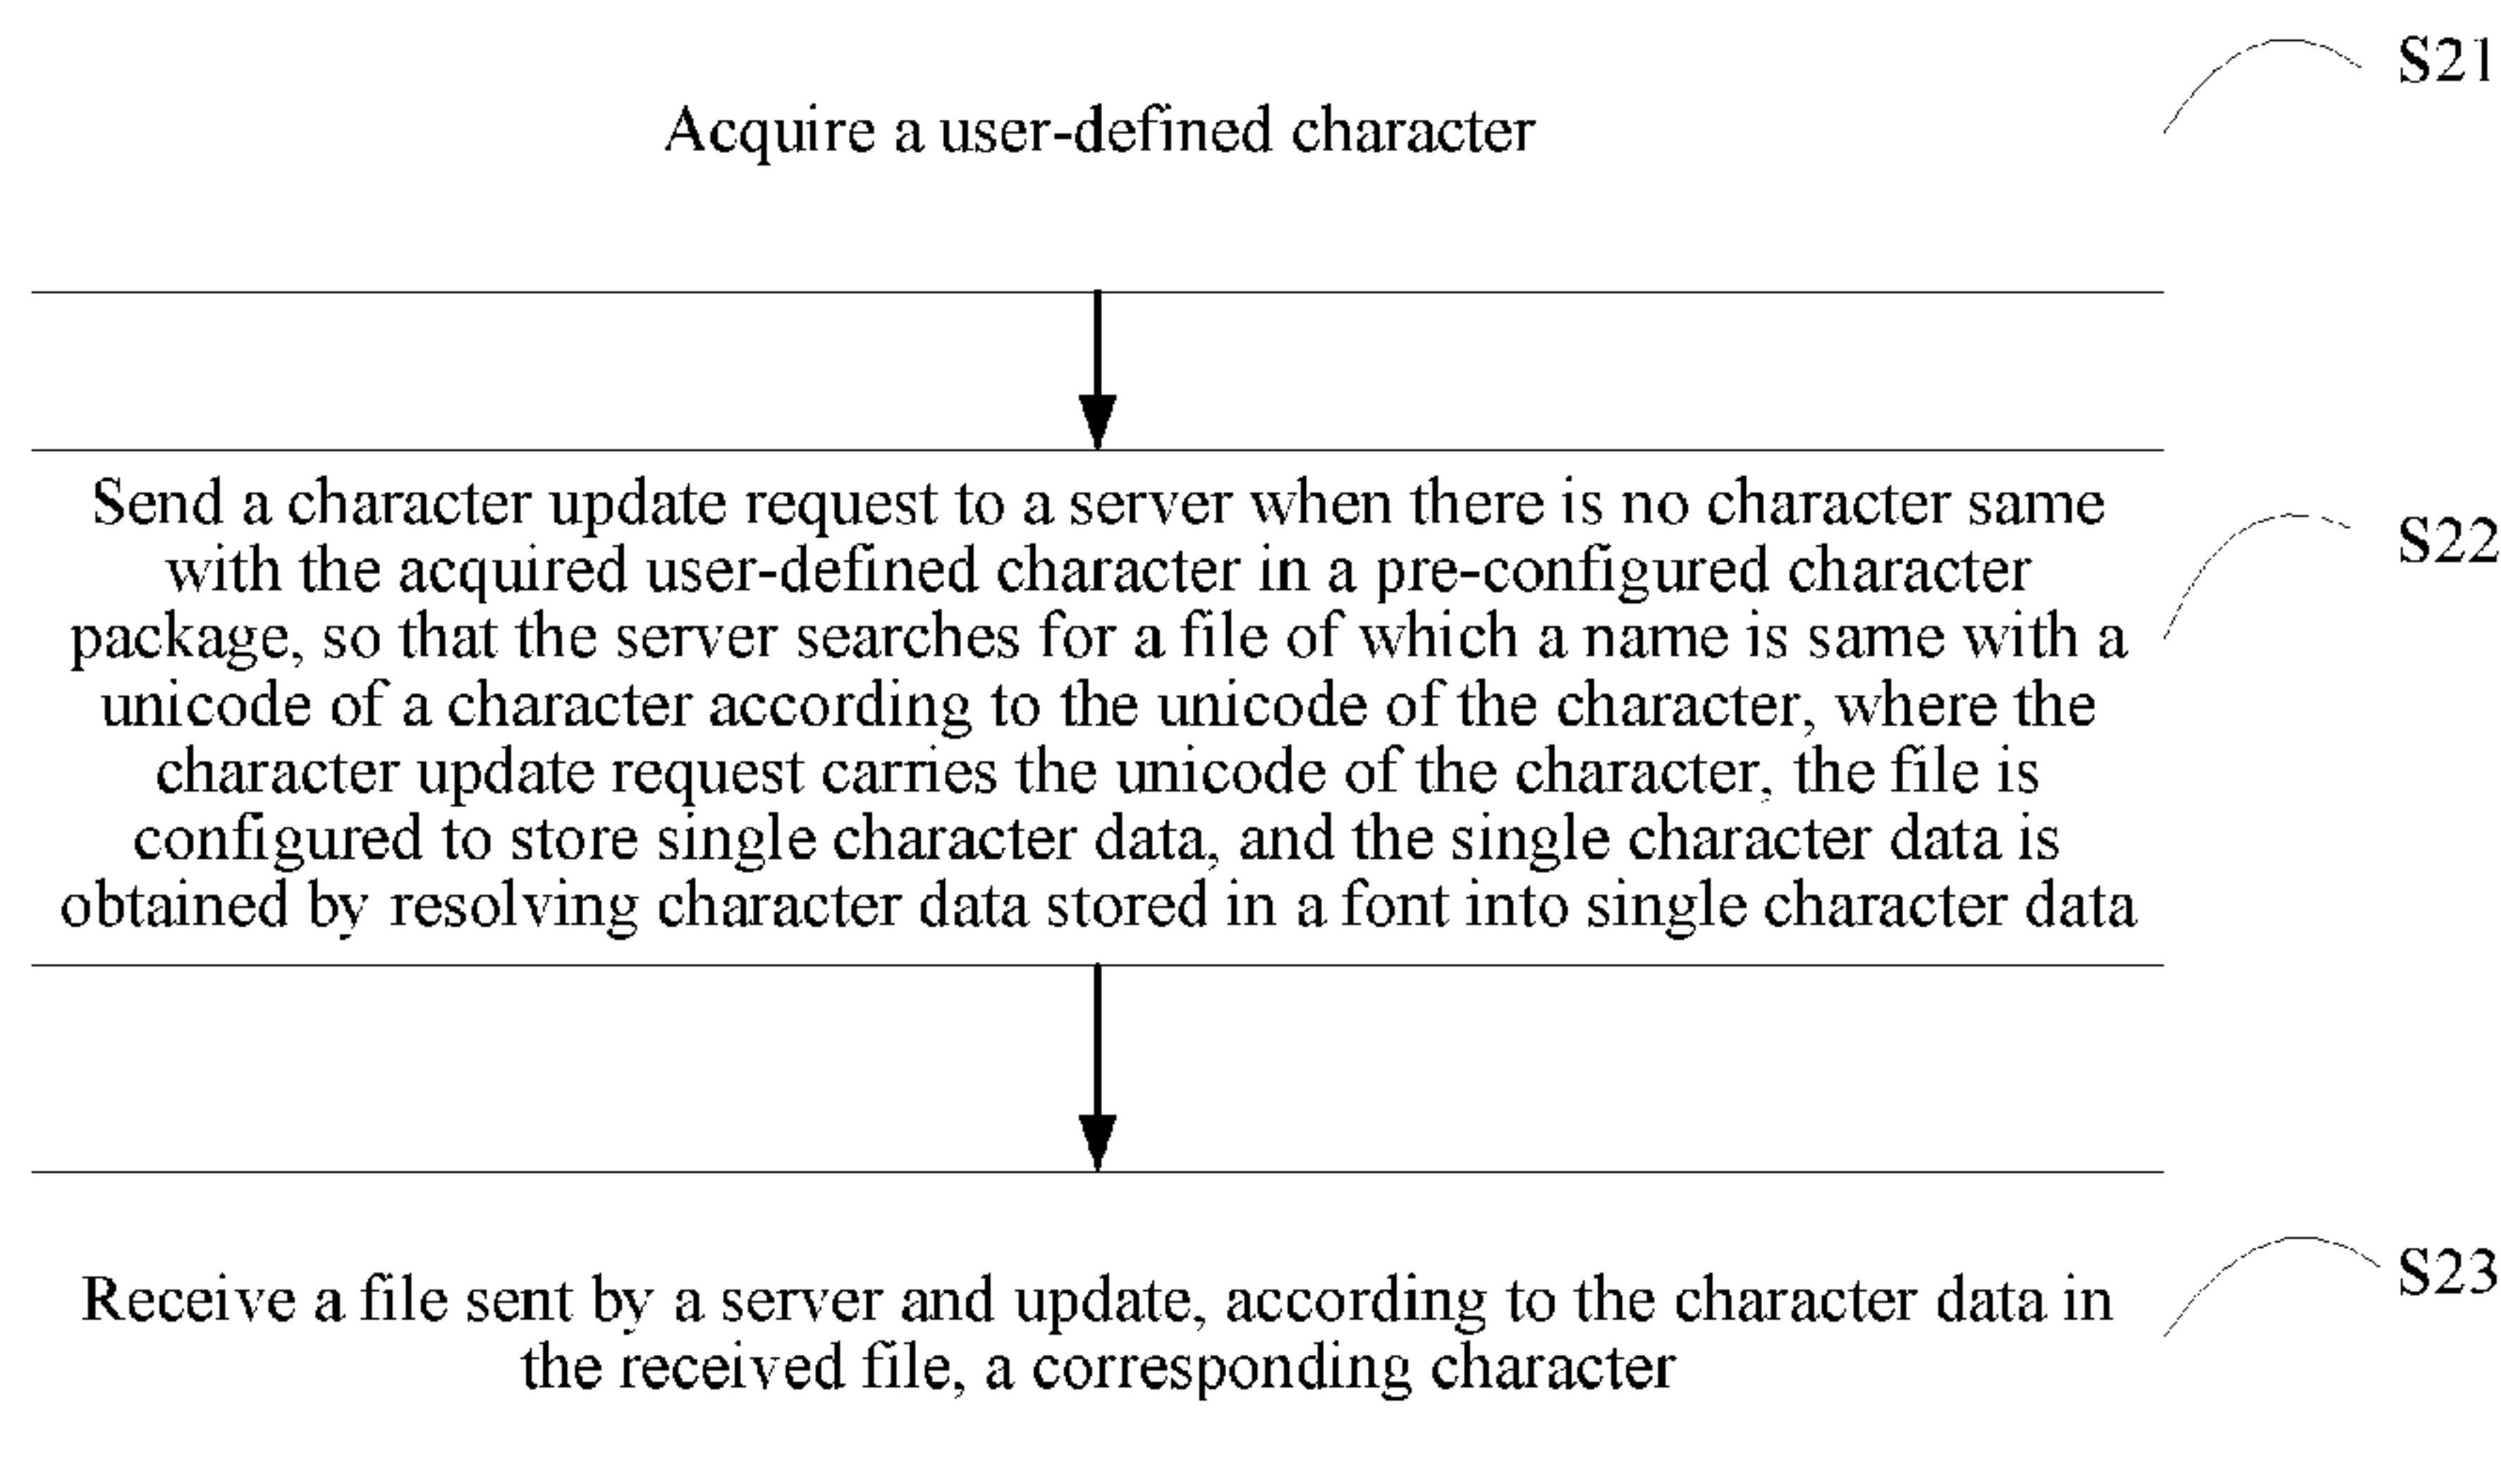 S21
Acquire a user-defined character
Send a character update request to a server when there is no character same
S22
with the acquired user-defined character in a pre-configured character
package, so that the server searches for a file of which a name is same with a
unicode of a character according to the unicode of the character, where the
character update request carries the unicode of the character, the file is
configured to store single character data, and the single character data is
obtained by resolving character data stored in a font into single character data
S23
Receive a file sent by a server and update, according to the character data in
the received file, a corresponding character